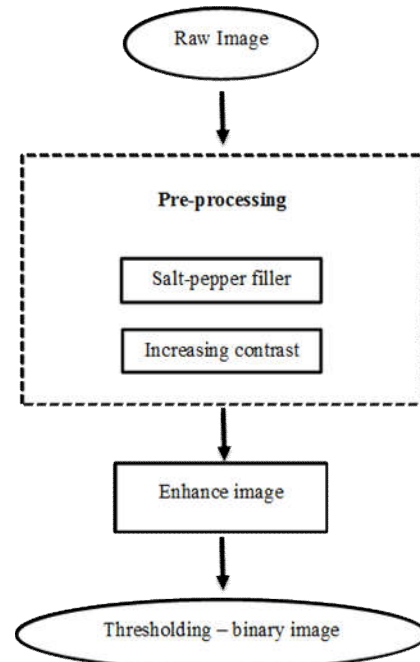 Raw Image
Pre-processing
Salt-pepper filler
Increasing contrast
Enhance image
Thresholding – binary image